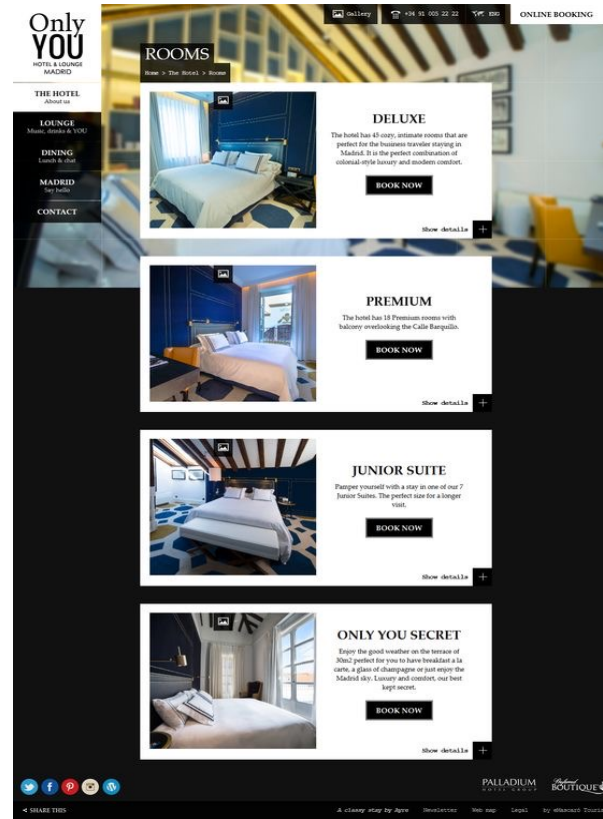 Only
YOU
HOTEL & LOUNGE
MADRID
Gallery
+34 91 005 22 22
ENG
ONLINE BOOKING
ROOMS
Home > The Hotel > Rooms
THE HOTEL
About us
LOUNGE
Music, drinks & YOU
DINING
Lunch & chat
MADRID
Say hello
CONTACT
DELUXE
The hotel has 45 cozy, intimate rooms that are
perfect for the business traveler staying in
Madrid. It is the perfect combination of
colonial-style luxury and modern comfort.
BOOK NOW
Show details +
PREMIUM
The hotel has 18 Premium rooms with
balcony overlooking the Calle Barquillo.
BOOK NOW
Show details +
JUNIOR SUITE
Pamper yourself with a stay in one of our 7
Junior Suites. The perfect size for a longer
visit.
BOOK NOW
Show details +
ONLY YOU SECRET
Enjoy the good weather on the terrace of
30m2 perfect for you to have breakfast a la
carte, a glass of champagne or just enjoy the
Madrid sky. Luxury and comfort, our best
kept secret.
BOOK NOW
Show details +
PALLADIUM
HOTEL GROUP
Preferred
BOUTIQUE
SHARE THIS
A classy stay by Ayre
Newsletter
Web map
Legal
by eMascaró Touris